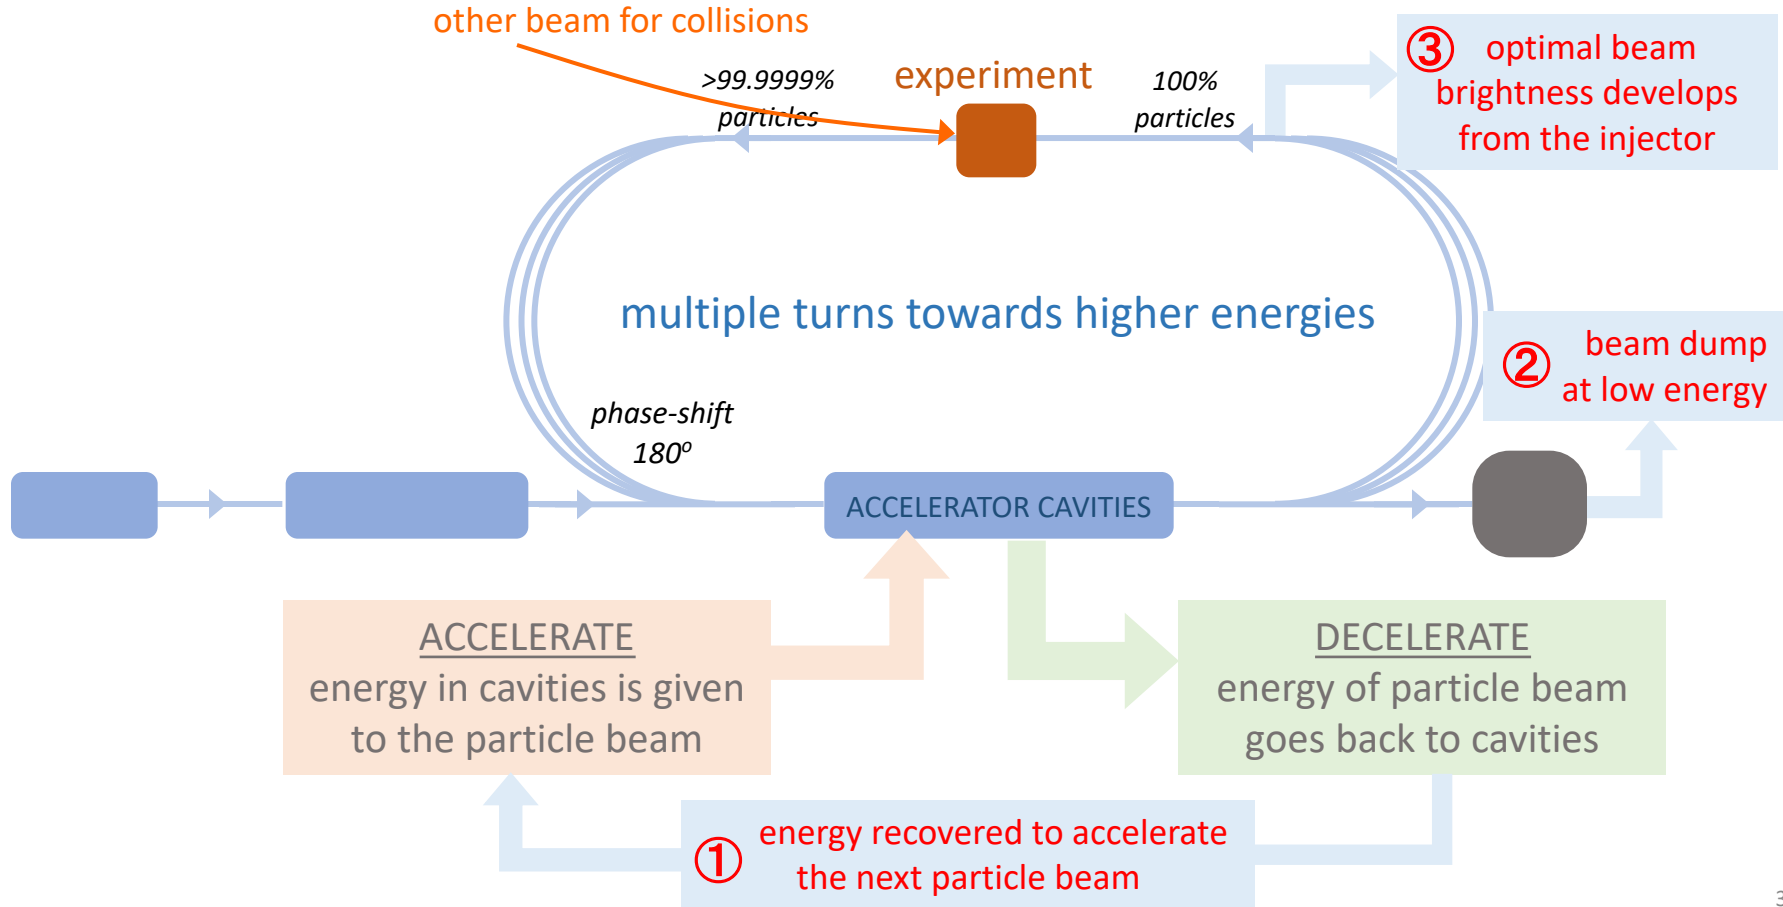 other beam for collisions
>99.9999%
particles
experiment
100%
particles
③ optimal beam
brightness develops
from the injector
multiple turns towards higher energies
② beam dump
at low energy
phase-shift
180º
ACCELERATOR CAVITIES
ACCELERATE
energy in cavities is given
to the particle beam
DECELERATE
energy of particle beam
goes back to cavities
① energy recovered to accelerate
the next particle beam